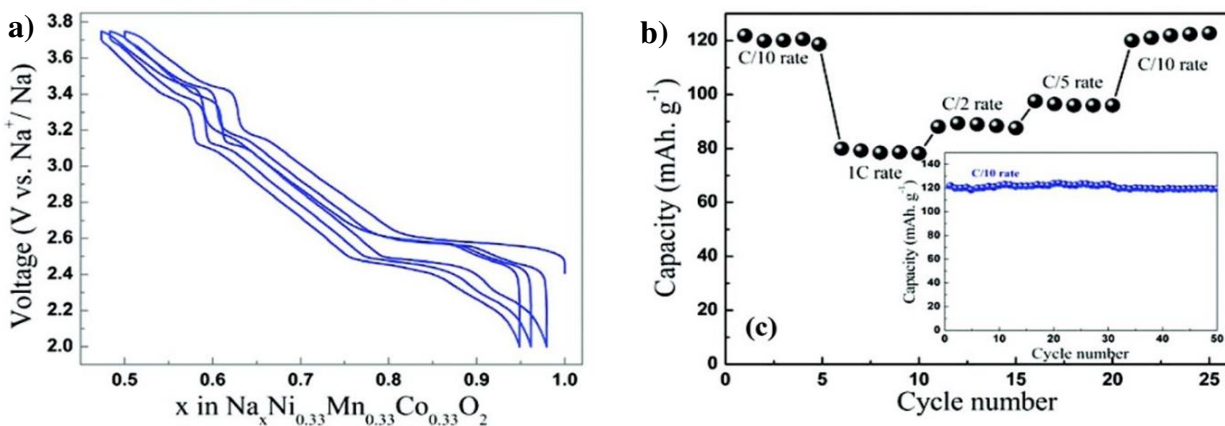 a)
Voltage (V vs. Na⁺/ Na)
3.8
3.6
3.4
3.2
3.0
2.8
2.6
2.4
2.2
2.0
0.5 0.6 0.7 0.8 0.9 1.0
x in NaₓNi₀.₃₃Mn₀.₃₃Co₀.₃₃O₂
b)
Capacity (mAh. g⁻¹)
120
100
80
60
40
20
0
C/10 rate
1C rate
C/2 rate
C/5 rate
C/10 rate
(c)
0 5 10 15 20 25
Cycle number
Capacity (mAh. g⁻¹)
140
120
100
80
60
40
20
0
C/10 rate
0 10 20 30 40 50
Cycle number